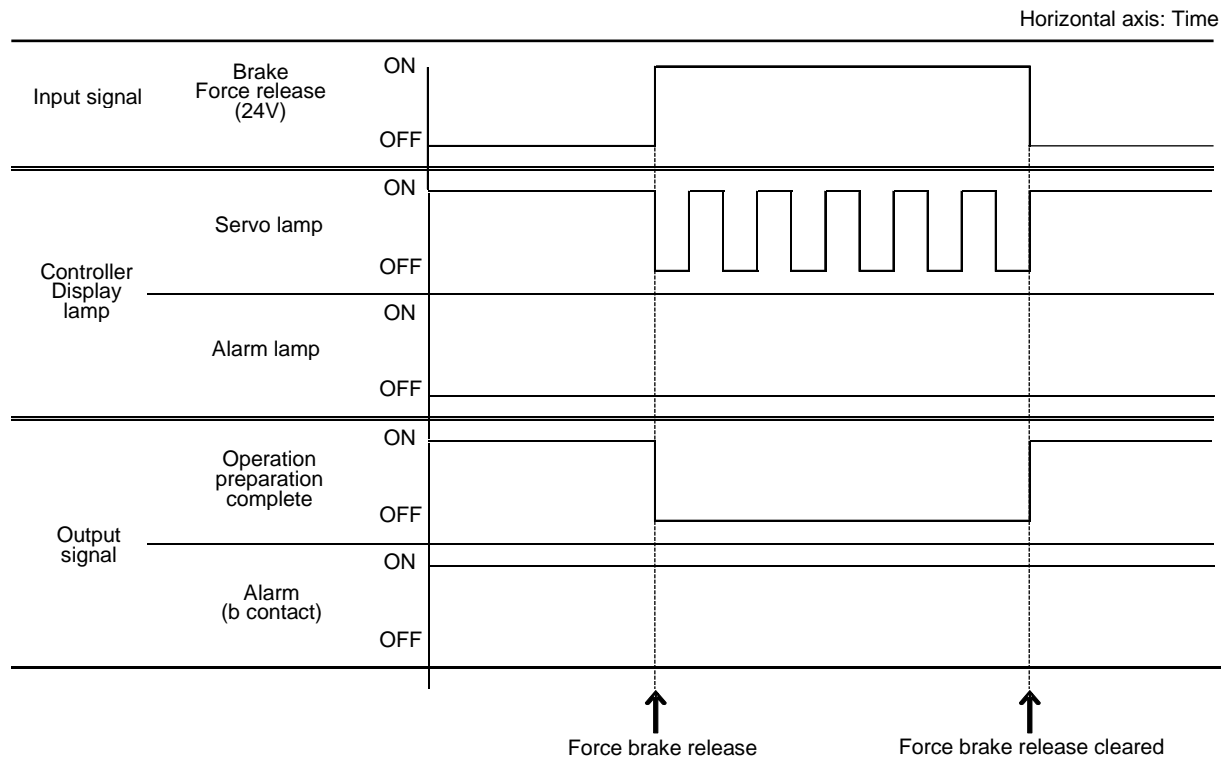 Horizontal axis: Time
Input signal
Brake
Force release
(24V)
ON
OFF
Controller
Display
lamp
Servo lamp
ON
OFF
Alarm lamp
ON
OFF
Output
signal
Operation
preparation
complete
ON
OFF
Alarm
(b contact)
ON
OFF
Force brake release
Force brake release cleared